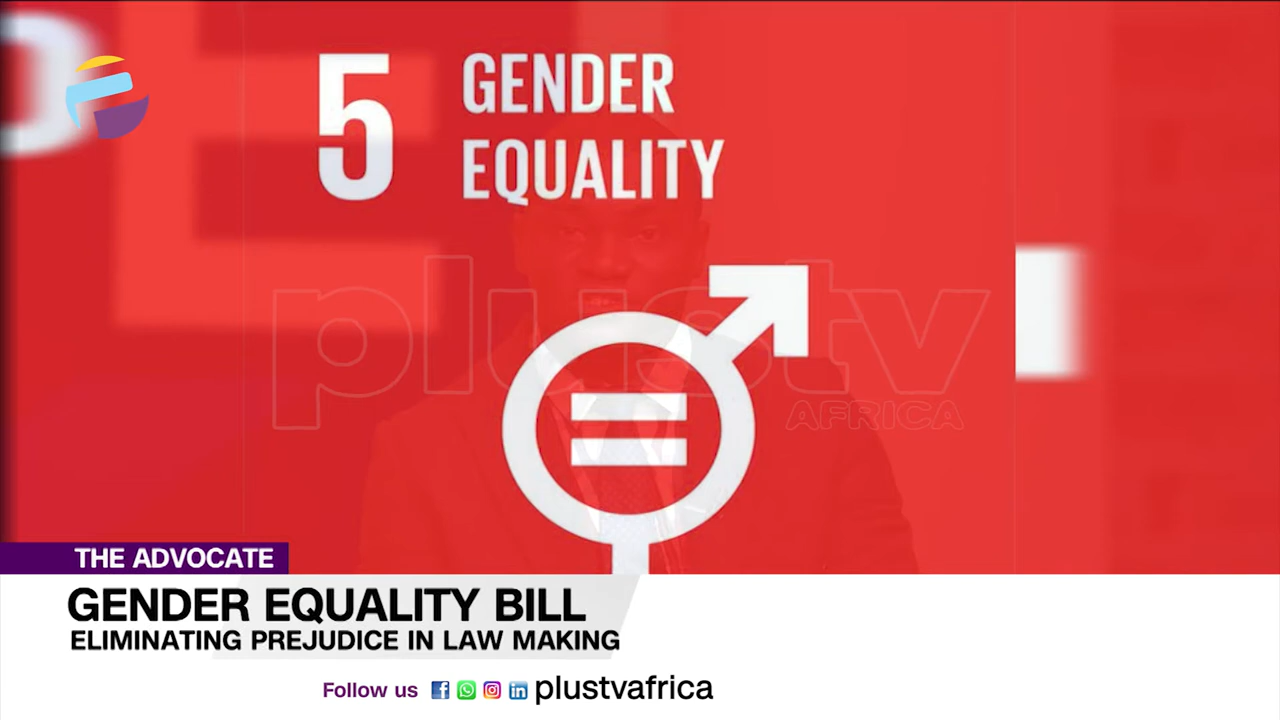 5
GENDER
EQUALITY
plustv
AFRICA
THE ADVOCATE
GENDER EQUALITY BILL
ELIMINATING PREJUDICE IN LAW MAKING
Follow us
plustvafrica